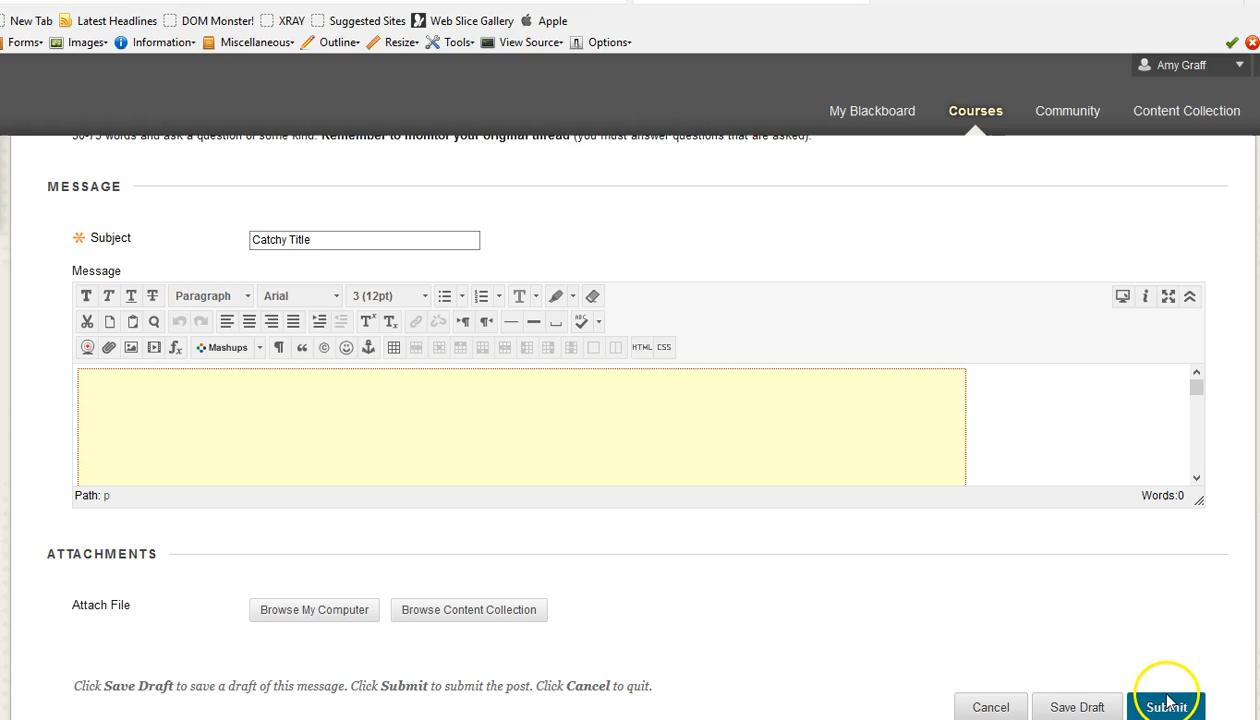 New Tab Latest Headlines DOM Monster! XRAY Suggested Sites Web Slice Gallery Apple
Forms Images Information Miscellaneous Outline Resize Tools View Source Options
Amy Graff
My Blackboard Courses Community Content Collection
30-75 words and ask a question of some kind. Remember to monitor your original thread (you must answer questions that are asked).
MESSAGE
Subject Catchy Title
Message
T T T T Paragraph Arial 3 (12pt) T
ABC
Mashups HTML CSS
Path: p Words:0
ATTACHMENTS
Attach File Browse My Computer Browse Content Collection
Click Save Draft to save a draft of this message. Click Submit to submit the post. Click Cancel to quit.
Cancel Save Draft Submit